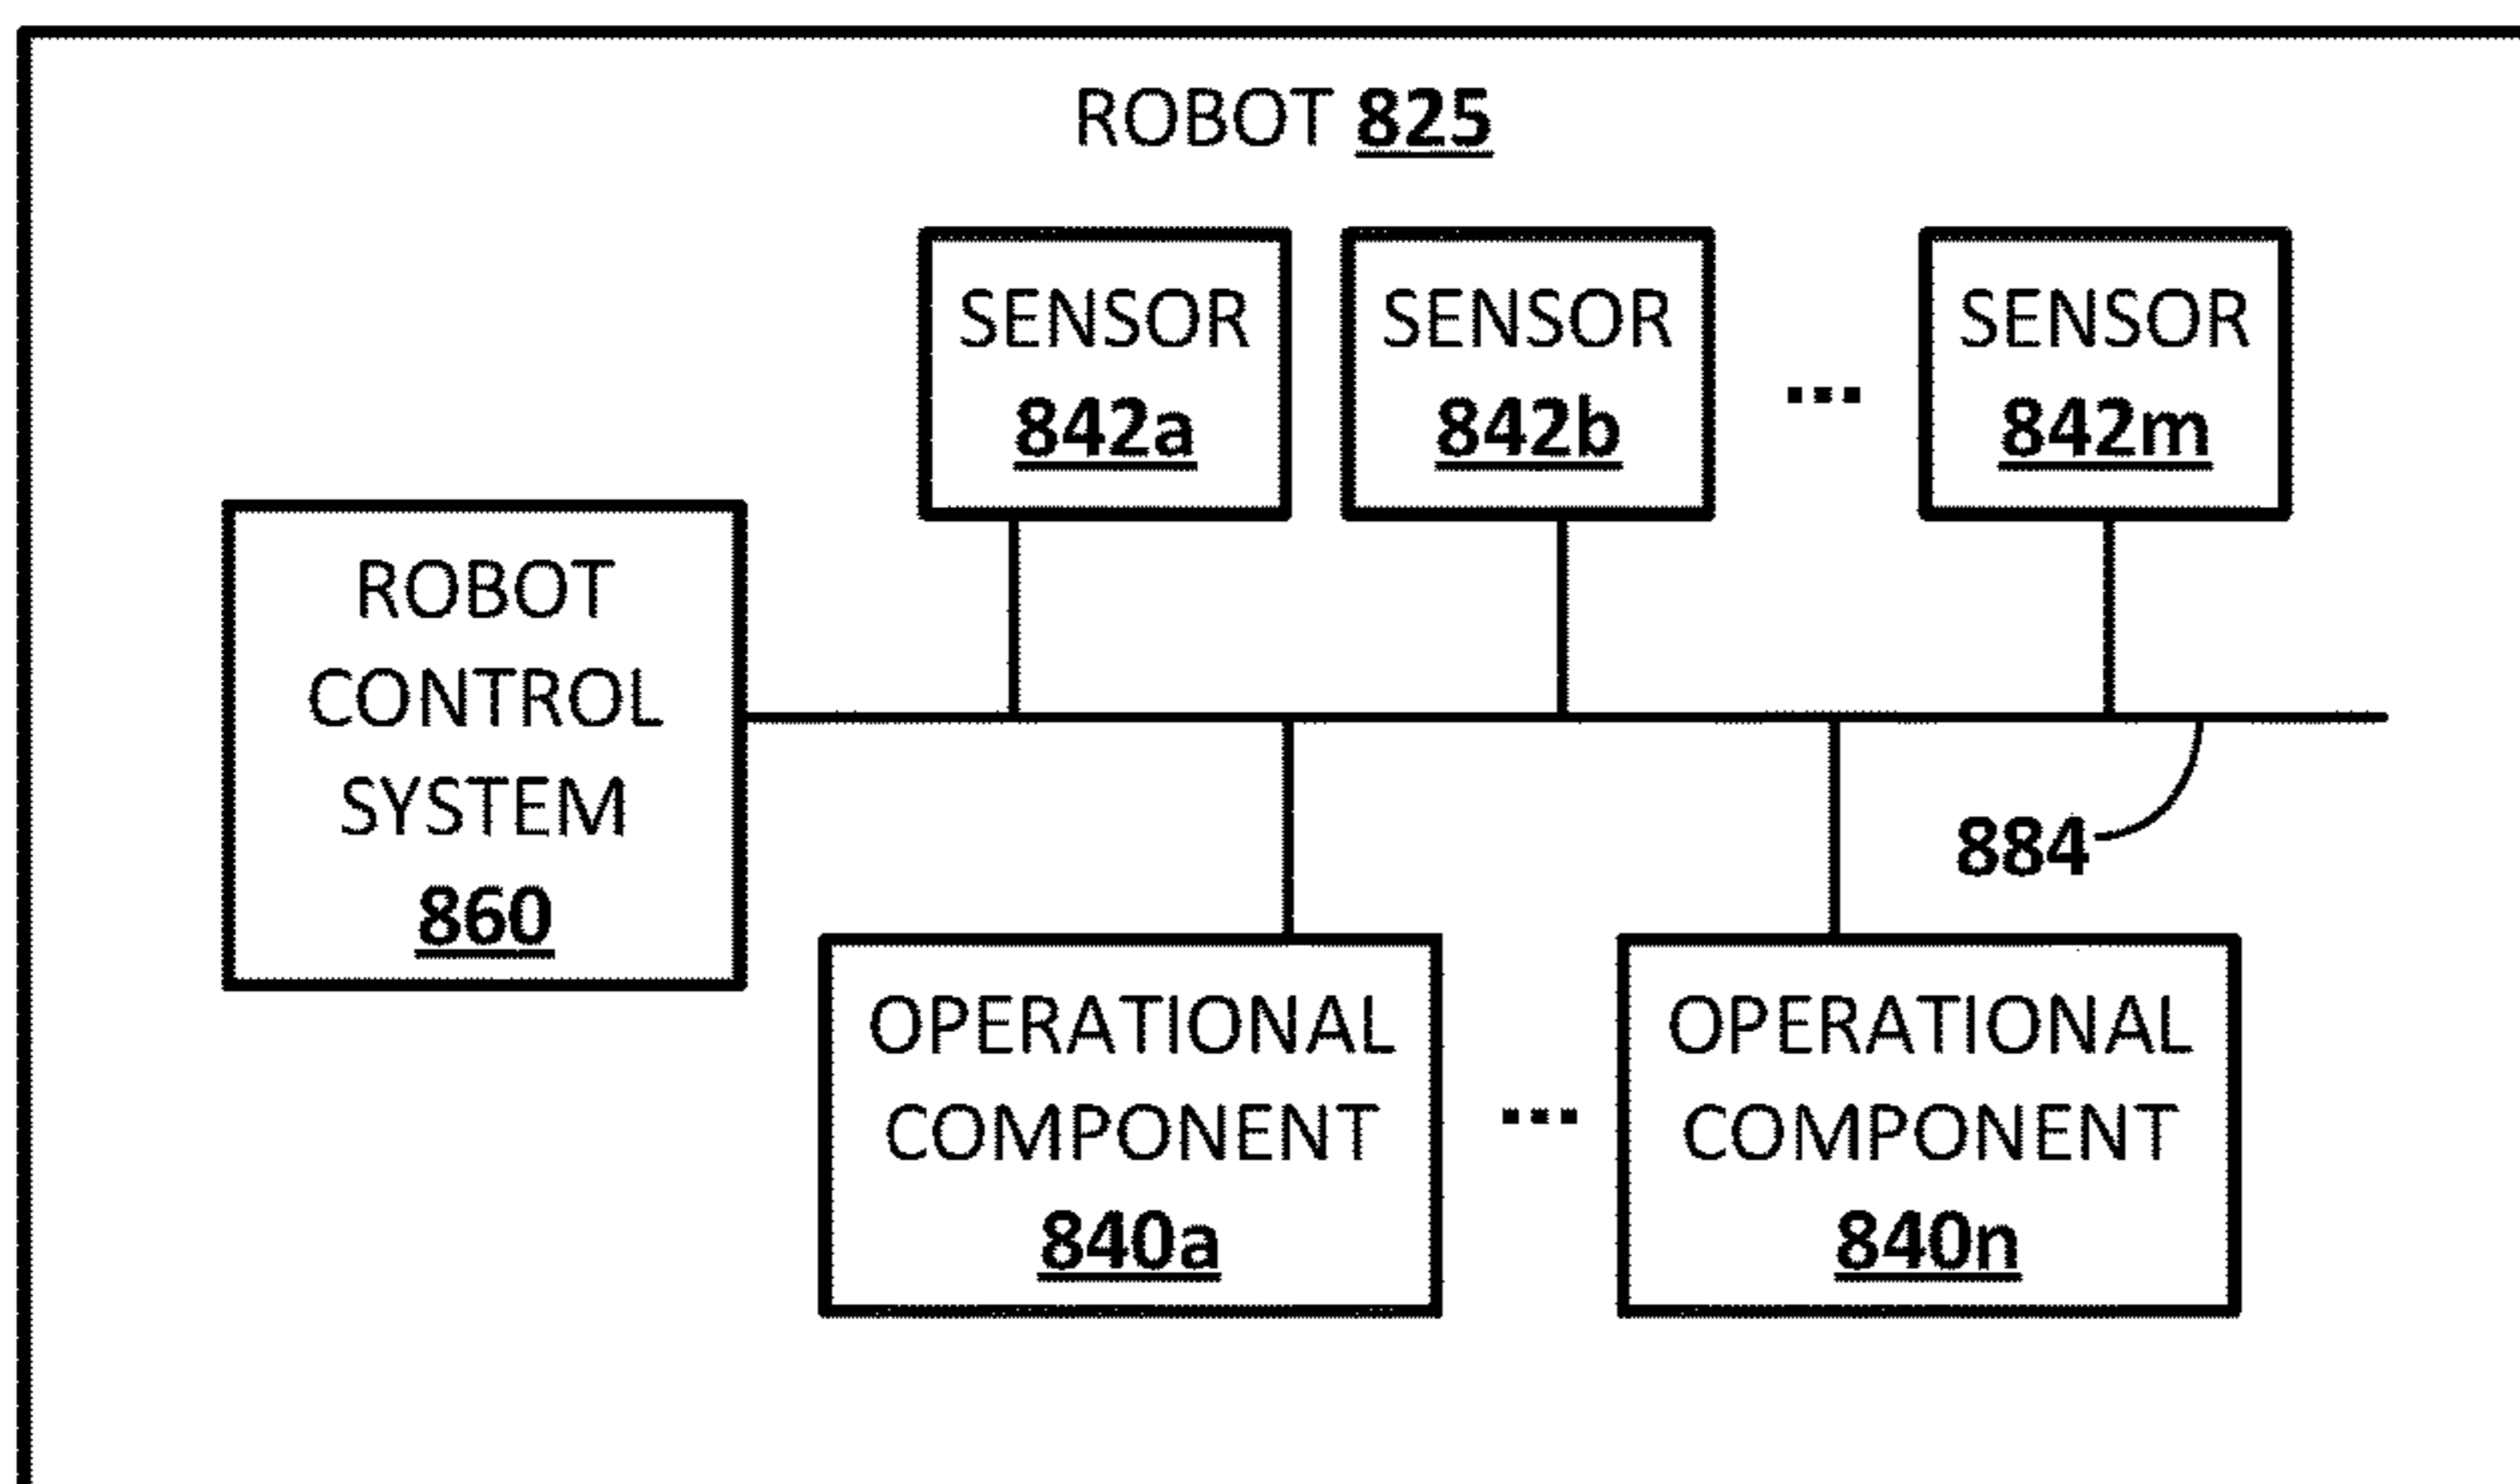 ROBOT 825
SENSOR
842a
SENSOR
842b
...
SENSOR
842m
ROBOT
CONTROL
SYSTEM
860
884
OPERATIONAL
COMPONENT
840a
...
OPERATIONAL
COMPONENT
840n